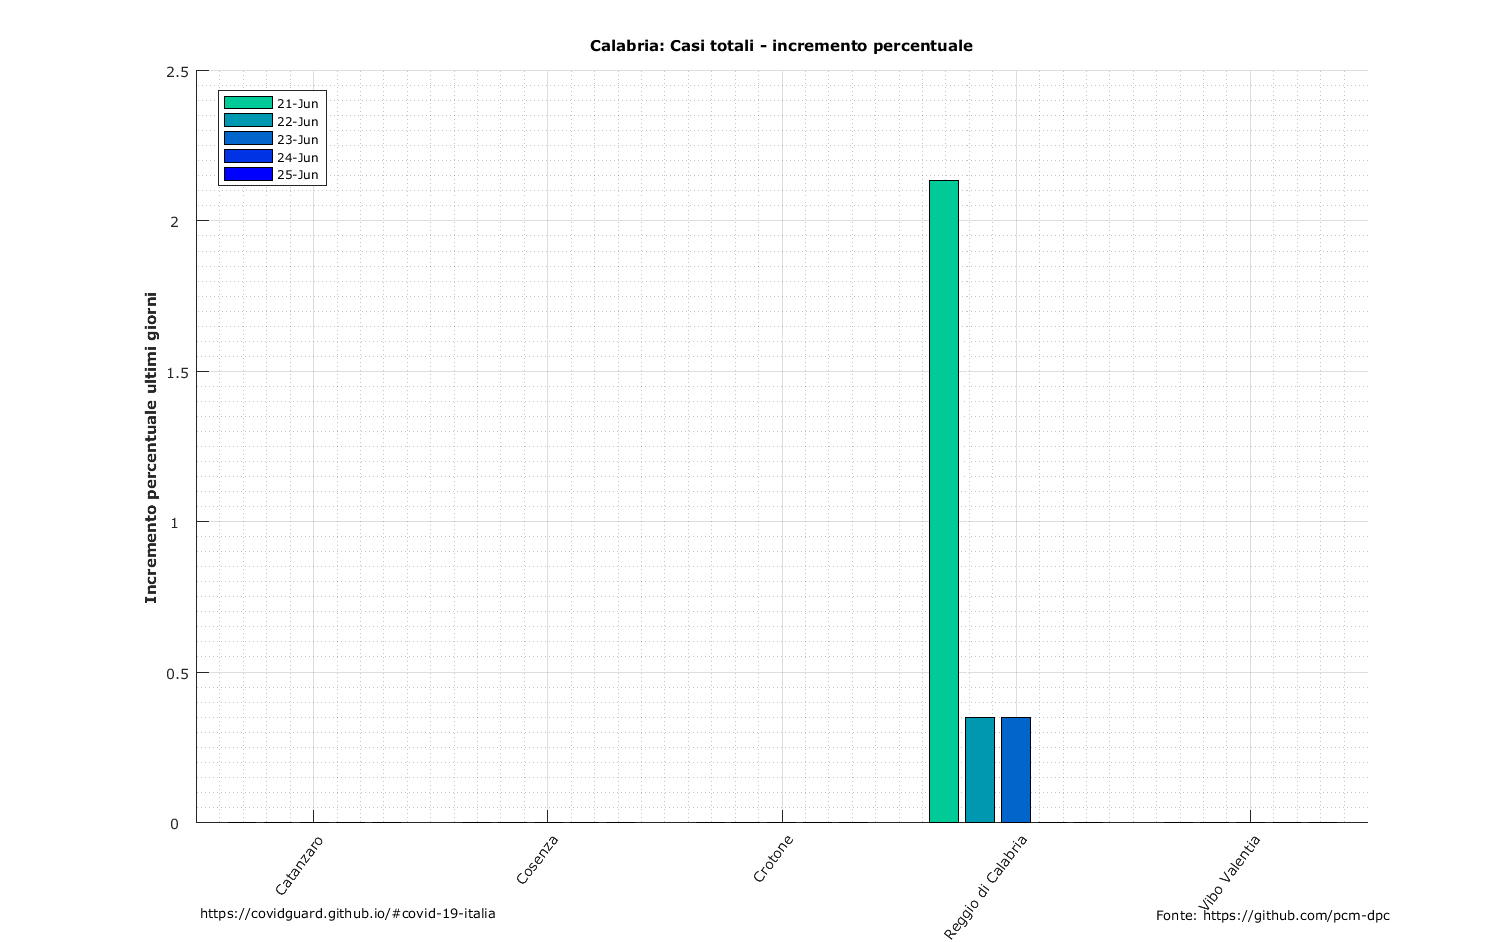 Calabria: Casi totali - incremento percentuale
2.5
21-Jun
22-Jun
23-Jun
24-Jun
25-Jun
2
1.5
1
0.5
0
Incremento percentuale ultimi giorni
Catanzaro
Cosenza
Crotone
Reggio di Calabria
Vibo Valentia
https://covidguard.github.io/#covid-19-italia
Fonte: https://github.com/pcm-dpc